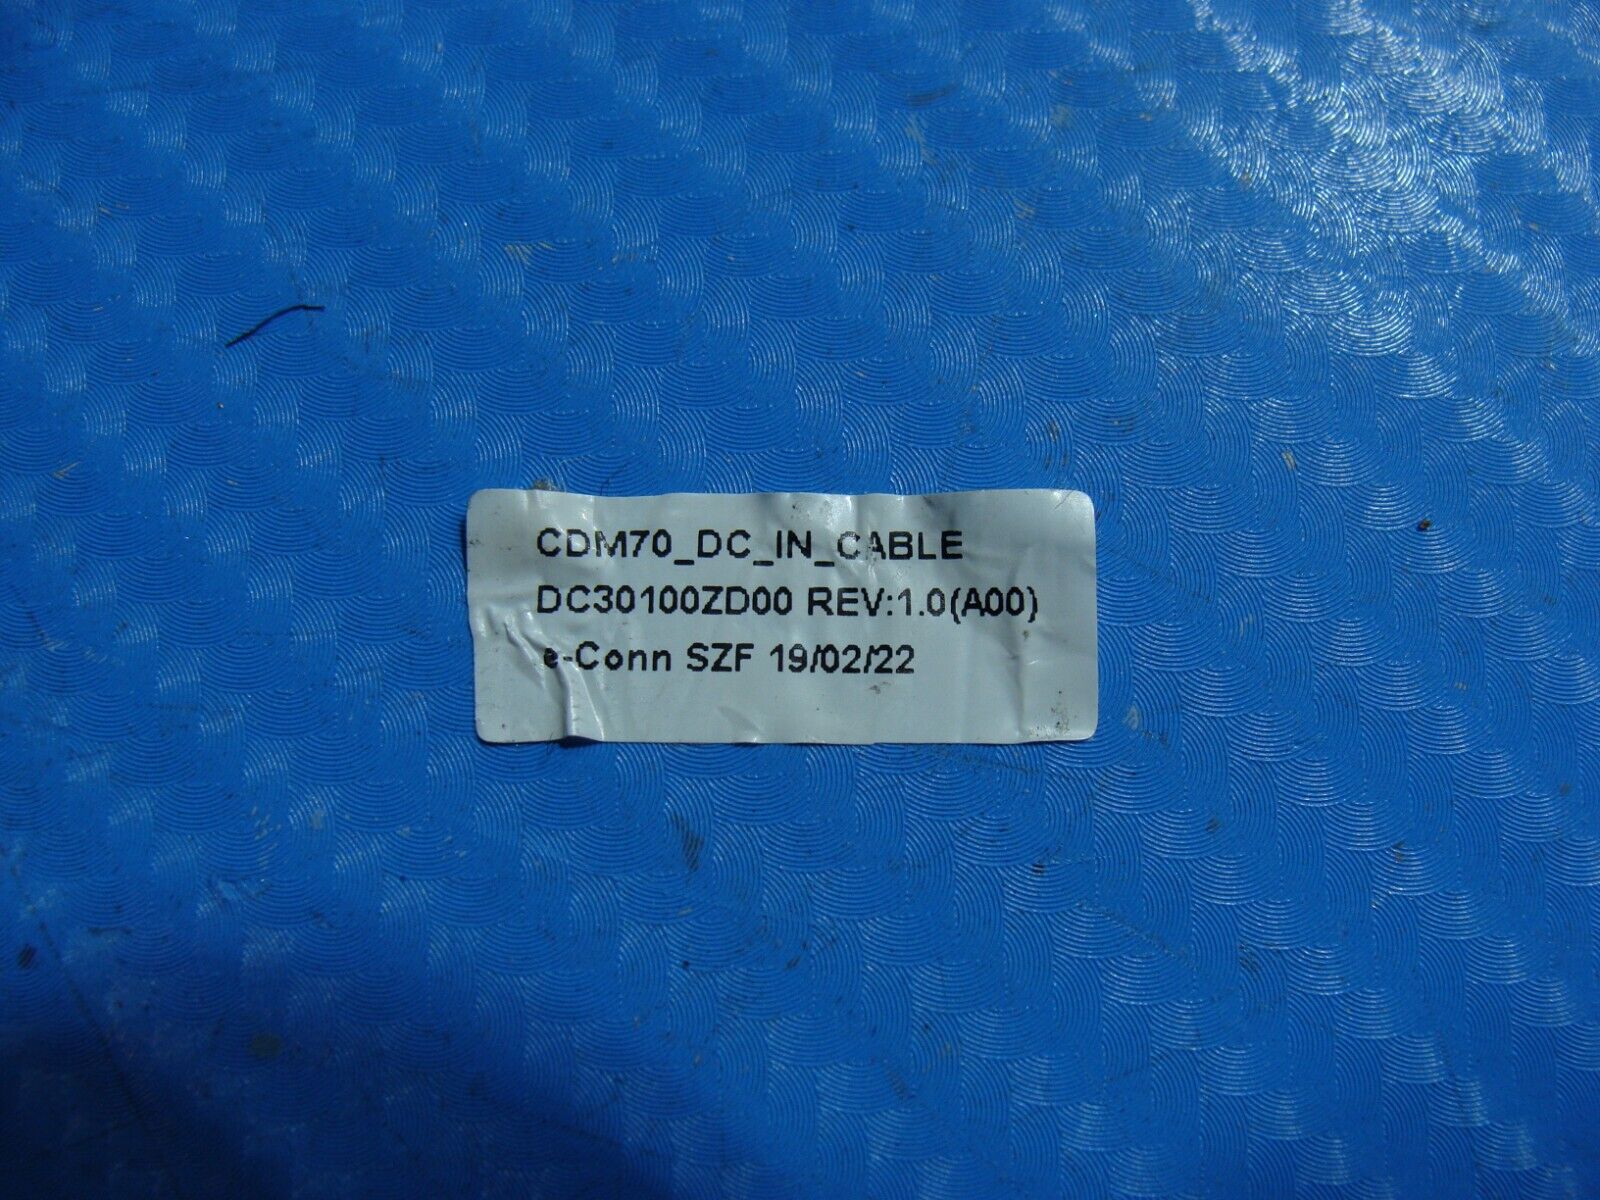 CDM70_DC_IN_CABLE
DC30100ZD00 REV:1.0(A00)
e-Conn SZF 19/02/22